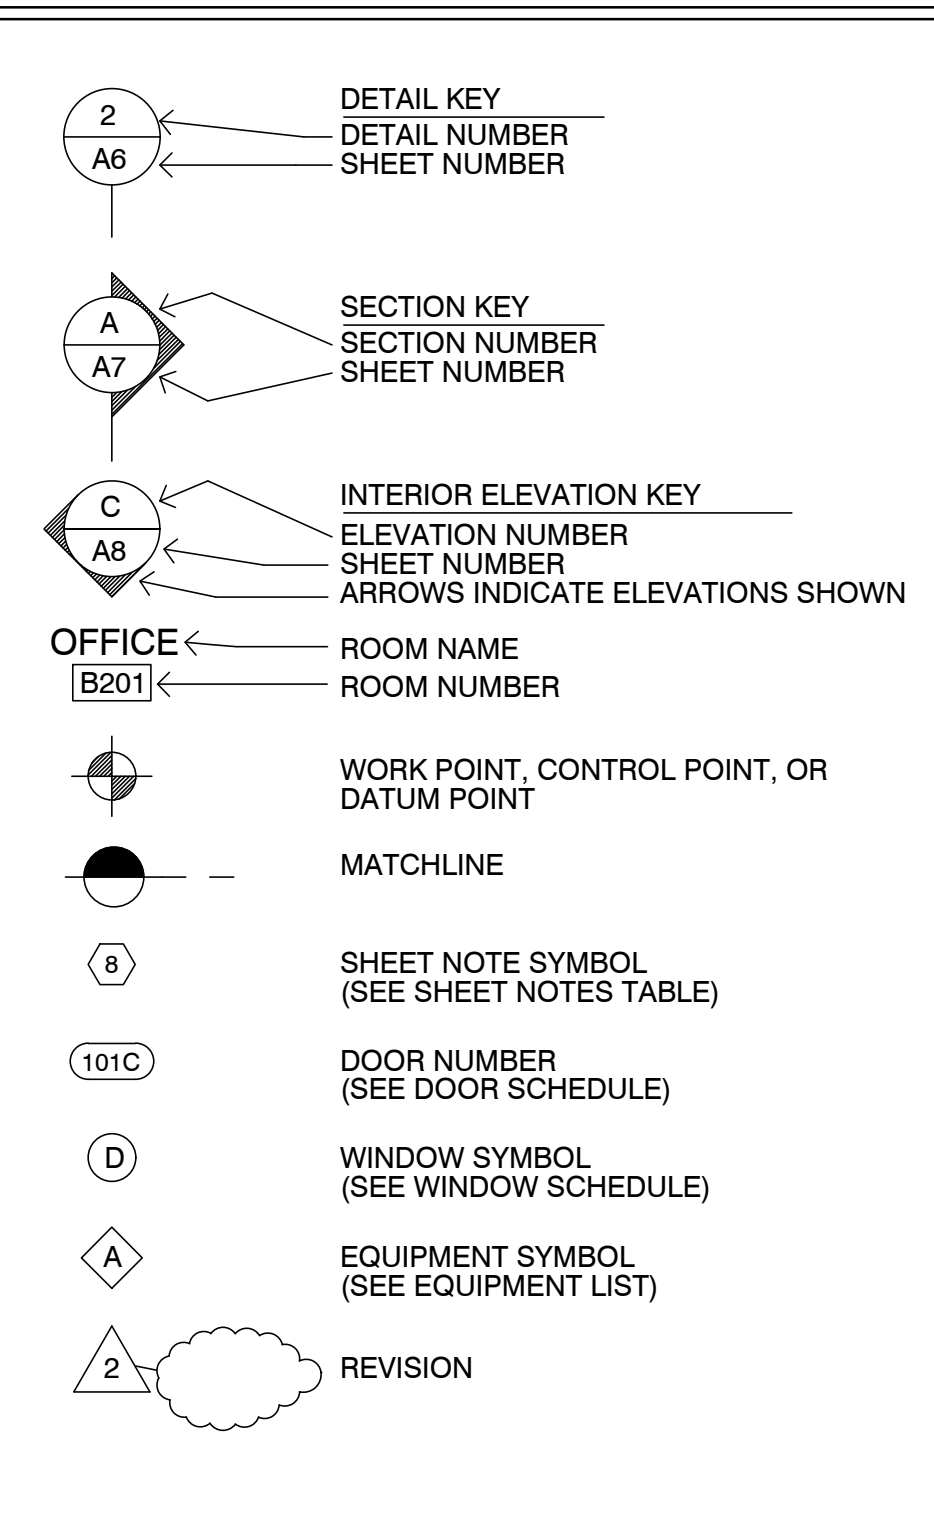 2
A6
DETAIL KEY
DETAIL NUMBER
SHEET NUMBER
A
A7
SECTION KEY
SECTION NUMBER
SHEET NUMBER
C
A8
INTERIOR ELEVATION KEY
ELEVATION NUMBER
SHEET NUMBER
ARROWS INDICATE ELEVATIONS SHOWN
OFFICE
ROOM NAME
B201
ROOM NUMBER
WORK POINT, CONTROL POINT, OR
DATUM POINT
MATCHLINE
8
SHEET NOTE SYMBOL
(SEE SHEET NOTES TABLE)
101C
DOOR NUMBER
(SEE DOOR SCHEDULE)
D
WINDOW SYMBOL
(SEE WINDOW SCHEDULE)
A
EQUIPMENT SYMBOL
(SEE EQUIPMENT LIST)
2
REVISION